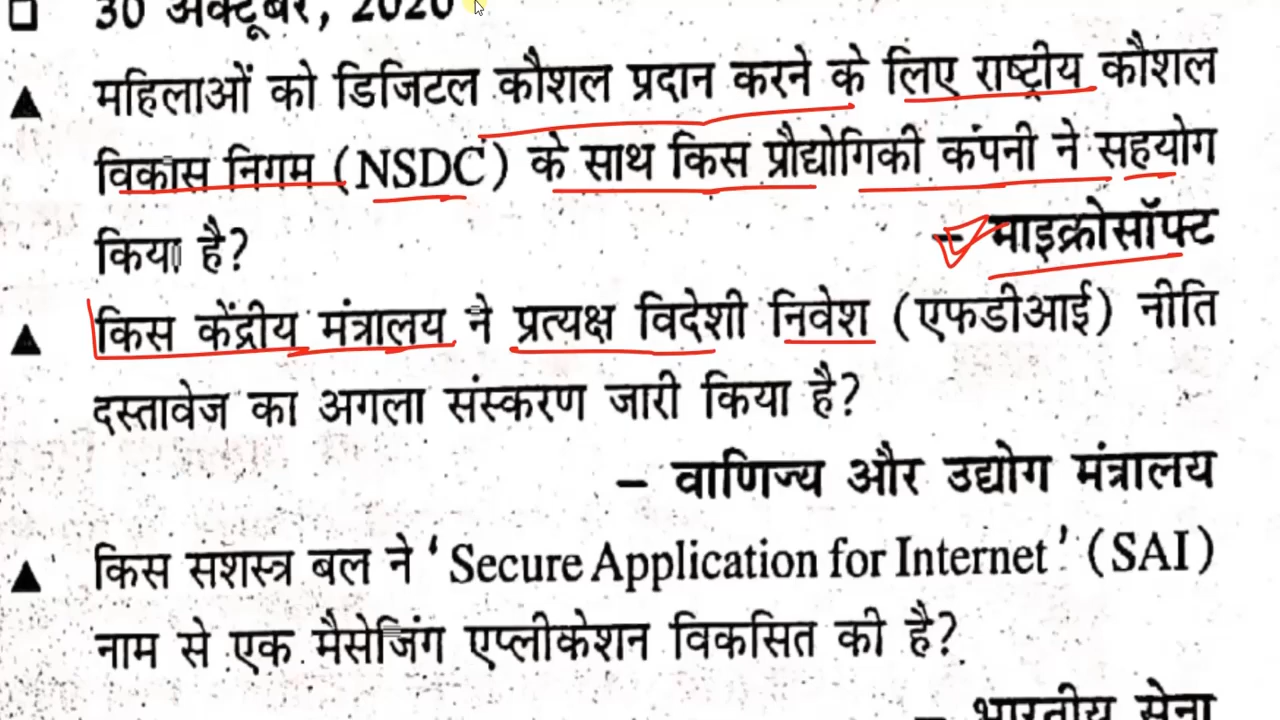 30 अक्टूबर, 2020
महिलाओं को डिजिटल कौशल प्रदान करने के लिए राष्ट्रीय कौशल
विकास निगम (NSDC) के साथ किस प्रौद्योगिकी कंपनी ने सहयोग
किया है?
– माइक्रोसॉफ्ट
किस केंद्रीय मंत्रालय ने प्रत्यक्ष विदेशी निवेश (एफडीआई) नीति
दस्तावेज का अगला संस्करण जारी किया है?
– वाणिज्य और उद्योग मंत्रालय
किस सशस्त्र बल ने 'Secure Application for Internet' (SAI)
नाम से एक मैसेजिंग एप्लीकेशन विकसित की है?
– भारतीय सेना